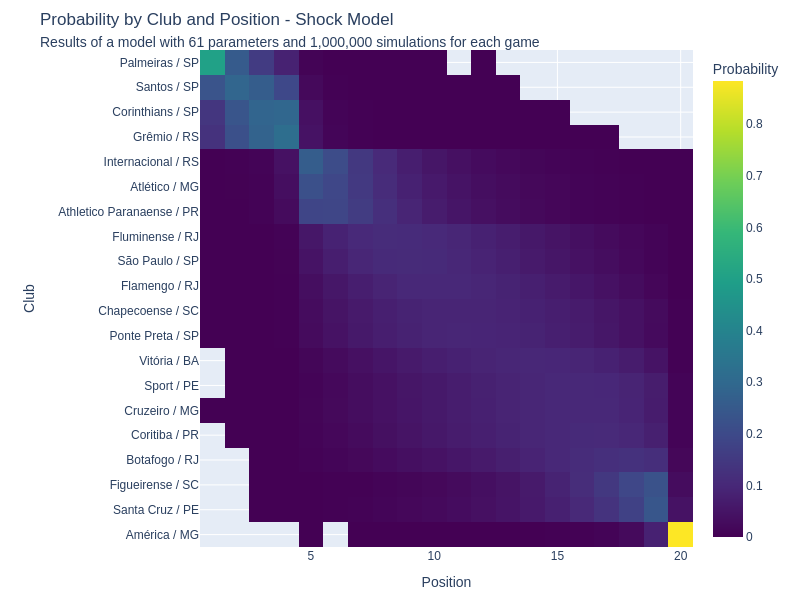 Probability by Club and Position - Shock Model
Results of a model with 61 parameters and 1,000,000 simulations for each game
Palmeiras / SP
Santos / SP
Corinthians / SP
Grêmio / RS
Internacional / RS
Atlético / MG
Athletico Paranaense / PR
Fluminense / RJ
São Paulo / SP
Flamengo / RJ
Chapecoense / SC
Ponte Preta / SP
Vitória / BA
Sport / PE
Cruzeiro / MG
Coritiba / PR
Botafogo / RJ
Figueirense / SC
Santa Cruz / PE
América / MG
Club
5
10
15
20
Position
Probability
0.8
0.7
0.6
0.5
0.4
0.3
0.2
0.1
0